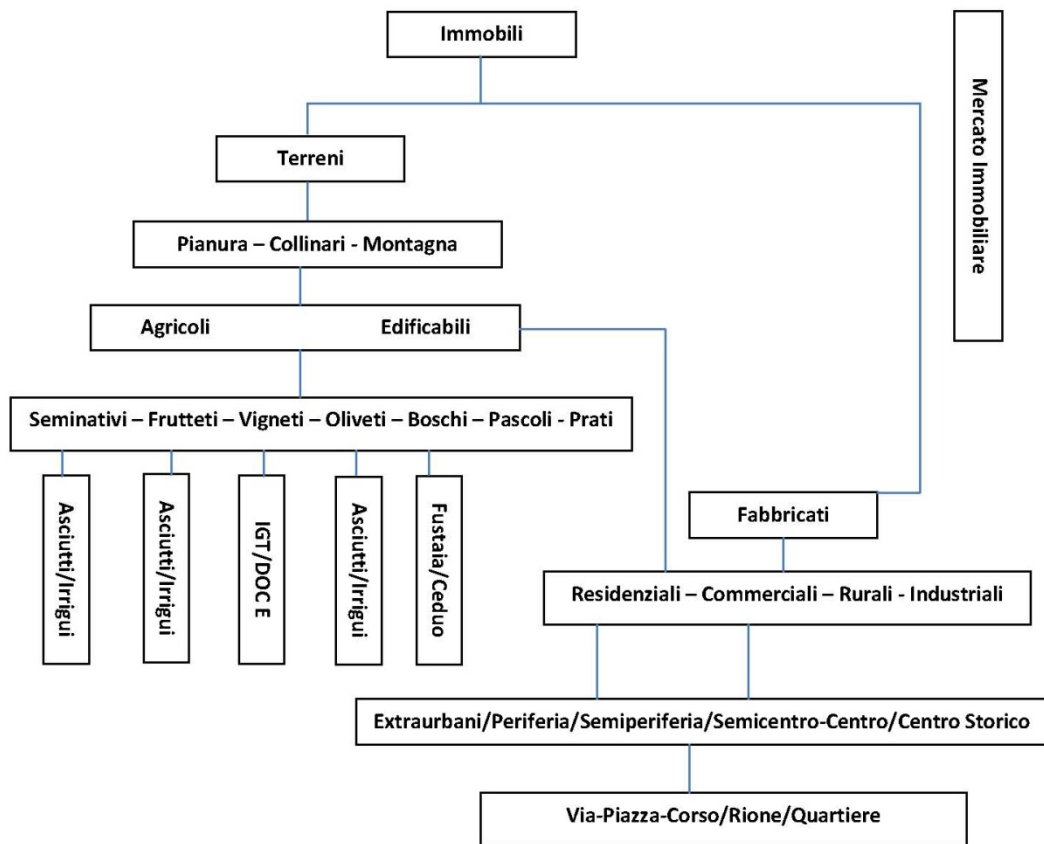 Immobili
Mercato Immobiliare
Terreni
Pianura – Collinari - Montagna
Agricoli Edificabili
Seminativi – Frutteti – Vigneti – Oliveti – Boschi – Pascoli - Prati
Asciutti/Irrigui
Asciutti/Irrigui
IGT/DOC E
Asciutti/Irrigui
Fustaia/Ceduo
Fabbricati
Residenziali – Commerciali – Rurali - Industriali
Extraurbani/Periferia/Semiperiferia/Semicentro-Centro/Centro Storico
Via-Piazza-Corso/Rione/Quartiere